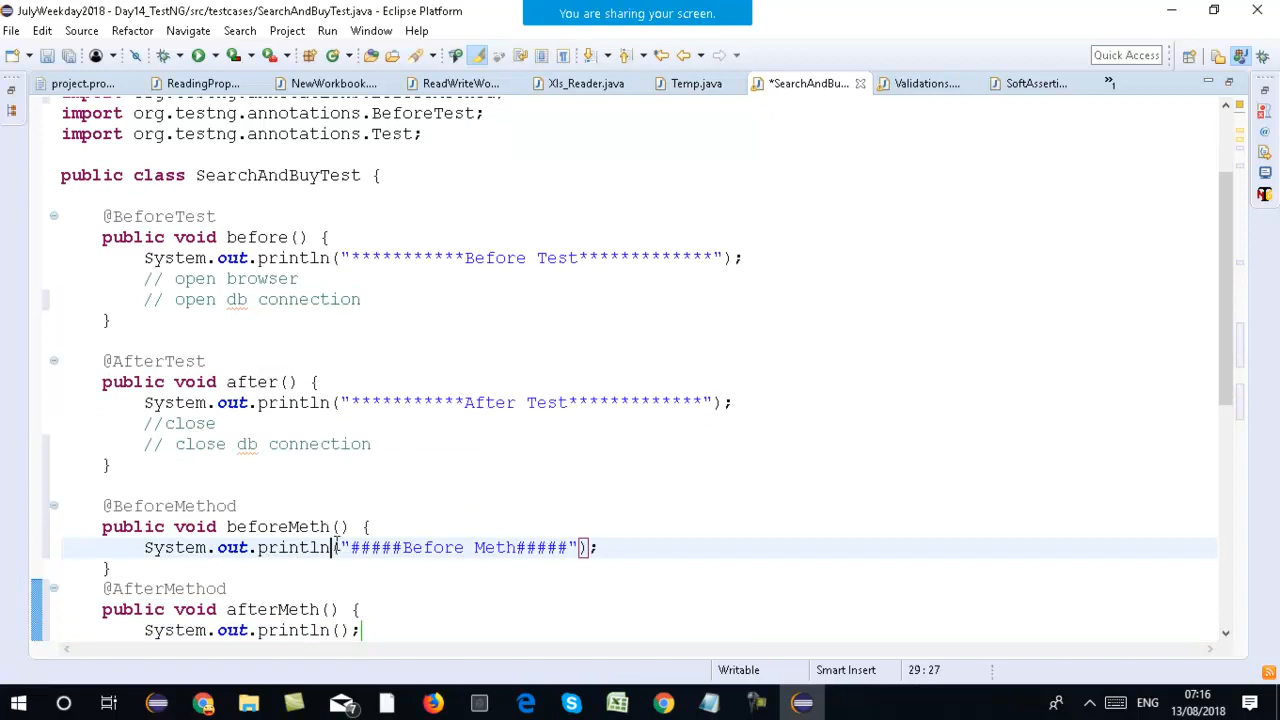 JulyWeekday2018 - Day14_TestNG/src/testcases/SearchAndBuyTest.java - Eclipse Platform
You are sharing your screen.
File Edit Source Refactor Navigate Search Project Run Window Help
Quick Access
project.pro... ReadingProp... NewWorkbook.... ReadWriteWo... Xls_Reader.java Temp.java *SearchAndBu... Validations.... SoftAsserti... »1
import org.testng.annotations.BeforeTest;
import org.testng.annotations.Test;
public class SearchAndBuyTest {
@BeforeTest
public void before() {
System.out.println("***********Before Test*************");
// open browser
// open db connection
}
@AfterTest
public void after() {
System.out.println("***********After Test*************");
//close
// close db connection
}
@BeforeMethod
public void beforeMeth() {
System.out.println("#####Before Meth#####");
}
@AfterMethod
public void afterMeth() {
System.out.println();
Writable Smart Insert 29:27
7
ENG
07:16
13/08/2018